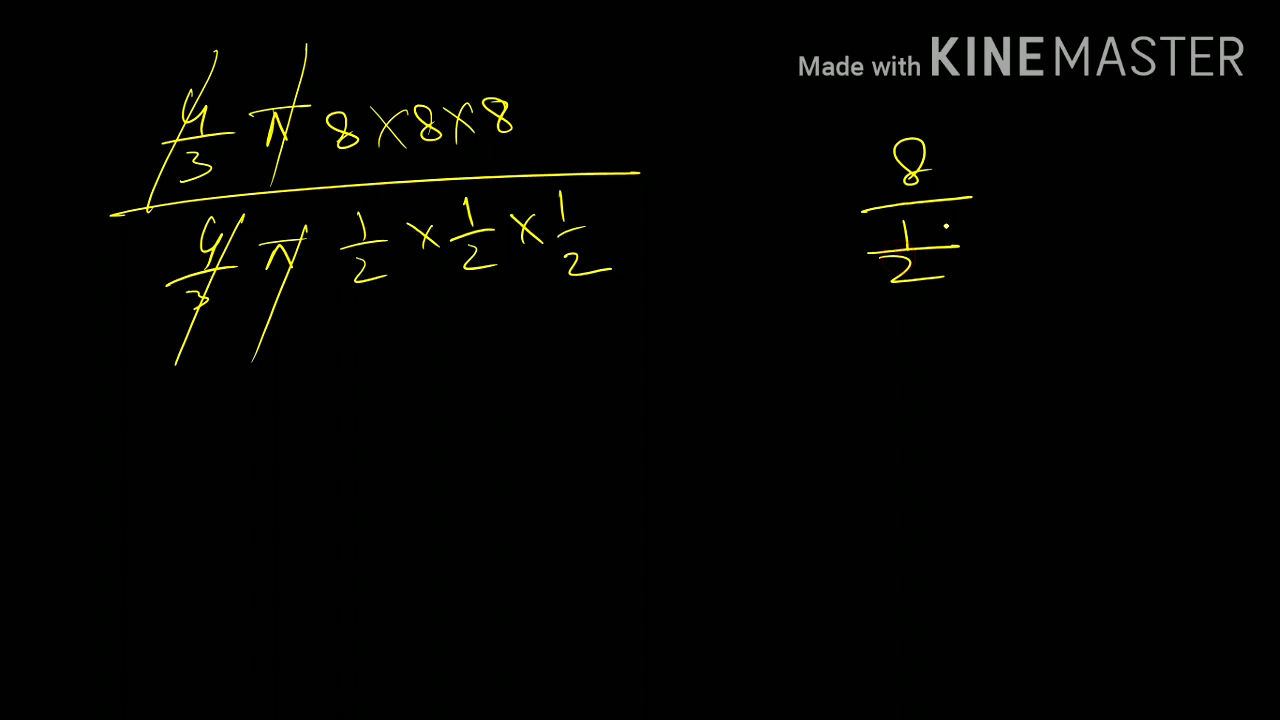 Made with KINEMASTER
4/3 π 8×8×8
4/3 π 1/2 × 1/2 × 1/2
8
1/2